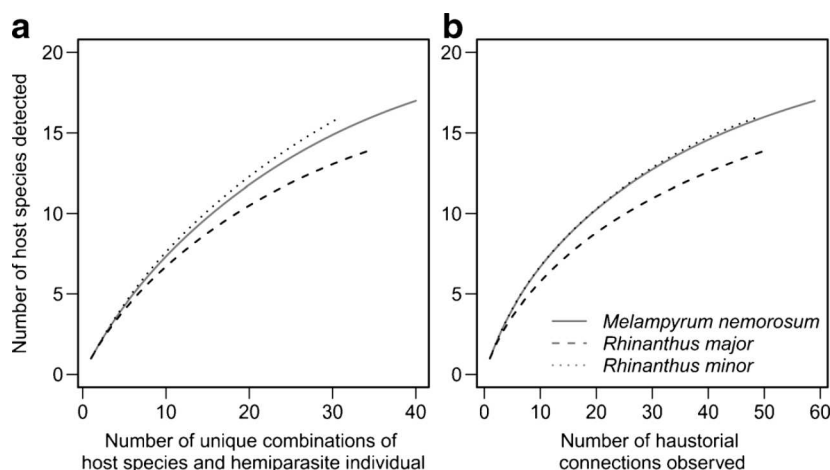 a
b
20
15
10
5
0
Number of host species detected
0 10 20 30 40
Number of unique combinations of
host species and hemiparasite individual
20
15
10
5
0
Melampyrum nemorosum
Rhinanthus major
Rhinanthus minor
0 10 20 30 40 50 60
Number of haustorial
connections observed